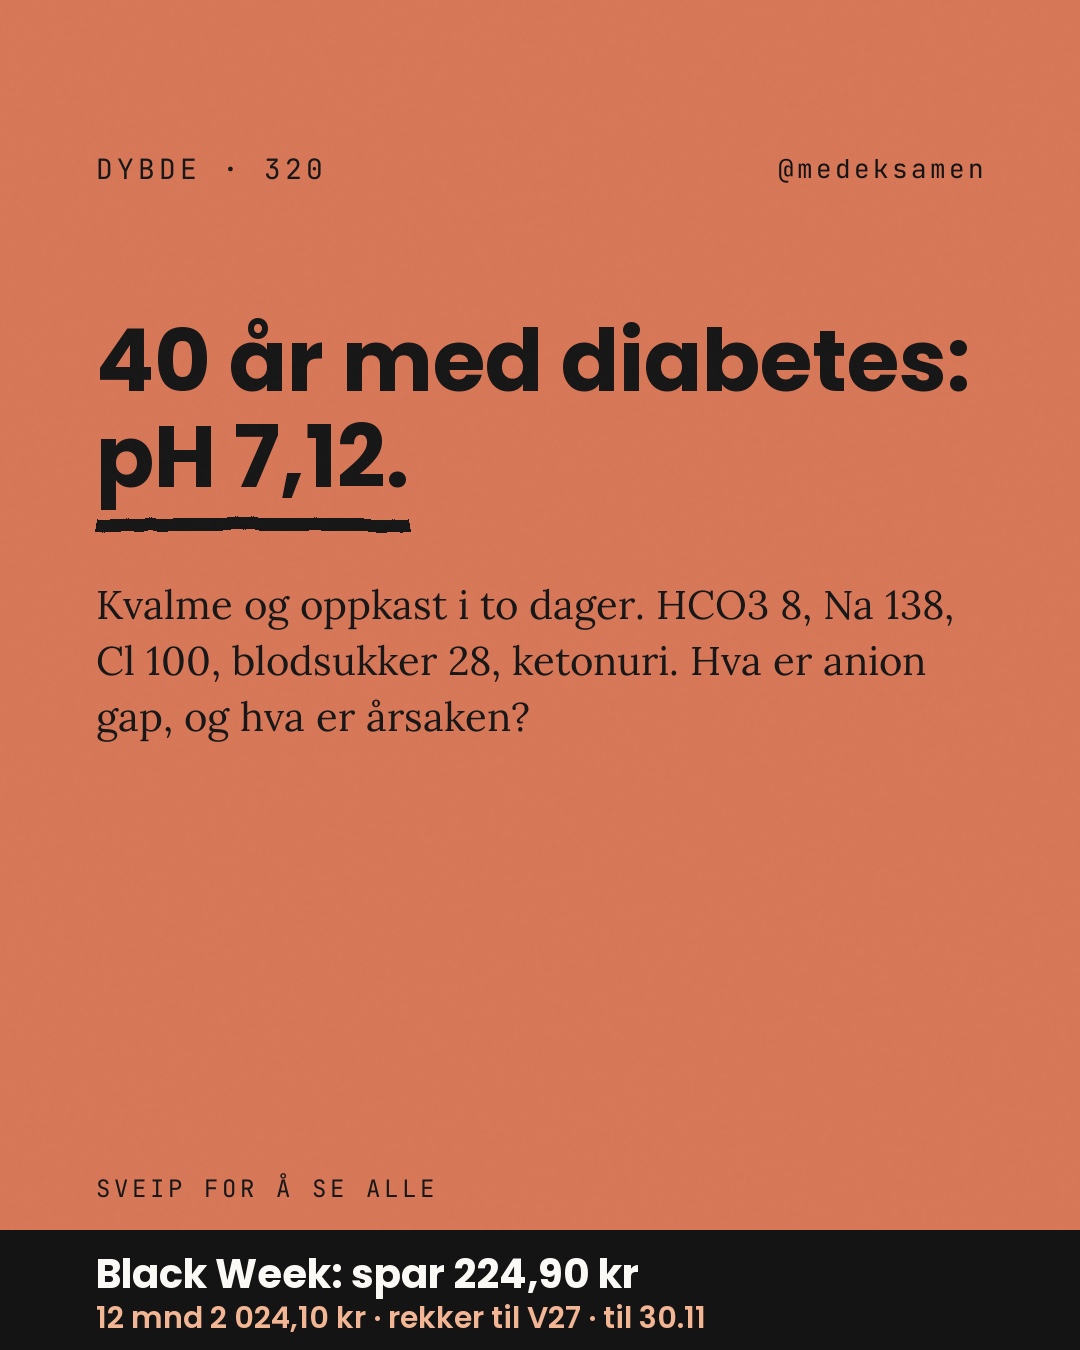 DYBDE · 320
@medeksamen
40 år med diabetes:
pH 7,12.
Kvalme og oppkast i to dager. HCO3 8, Na 138,
Cl 100, blodsukker 28, ketonuri. Hva er anion
gap, og hva er årsaken?
SVEIP FOR Å SE ALLE
Black Week: spar 224,90 kr
12 mnd 2 024,10 kr · rekker til V27 · til 30.11